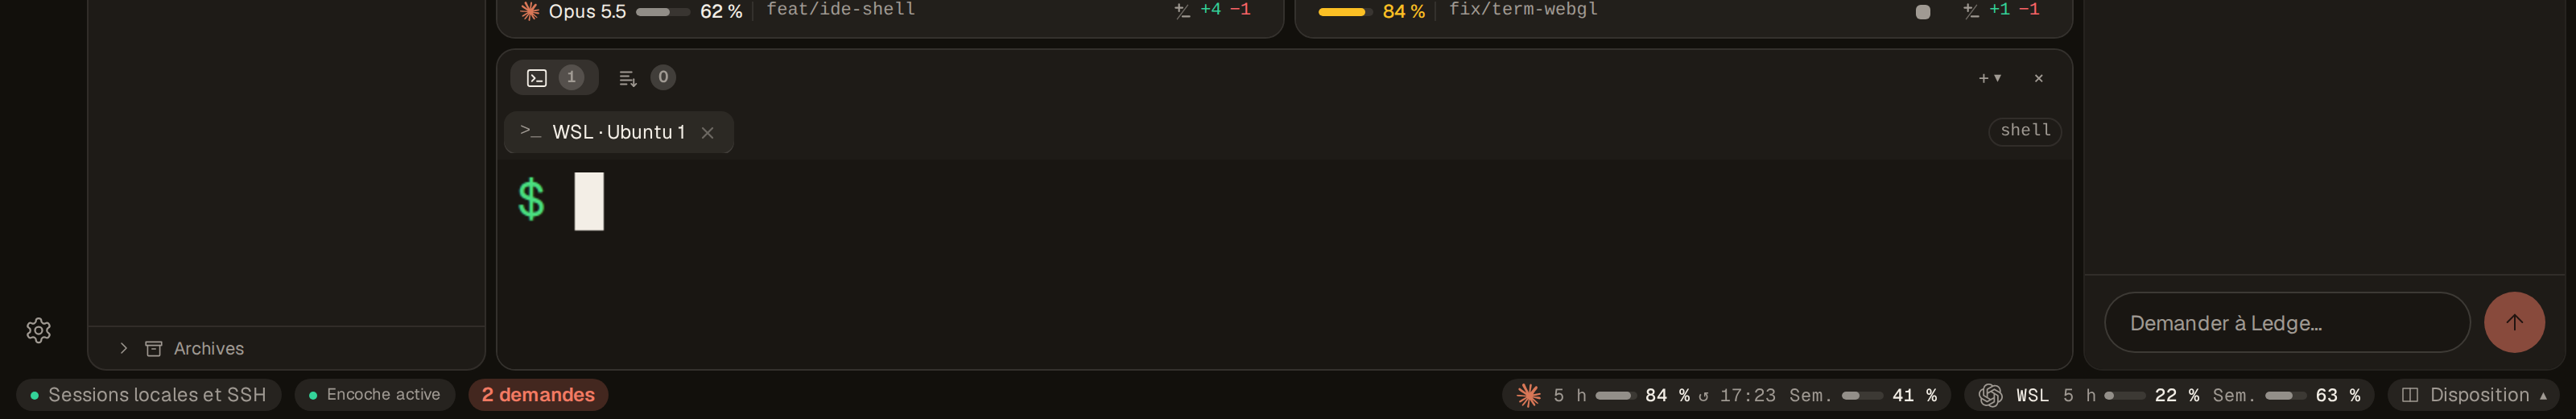 Opus 5.5 62 % feat/ide-shell +4 −1
84 % fix/term-webgl +1 −1
1 0 + ▾ ×
>_ WSL · Ubuntu 1 × shell
$
Demander à Ledge…
Archives
Sessions locales et SSH Encoche active 2 demandes 5 h 84 % ↺ 17:23 Sem. 41 % WSL 5 h 22 % Sem. 63 % Disposition ▴